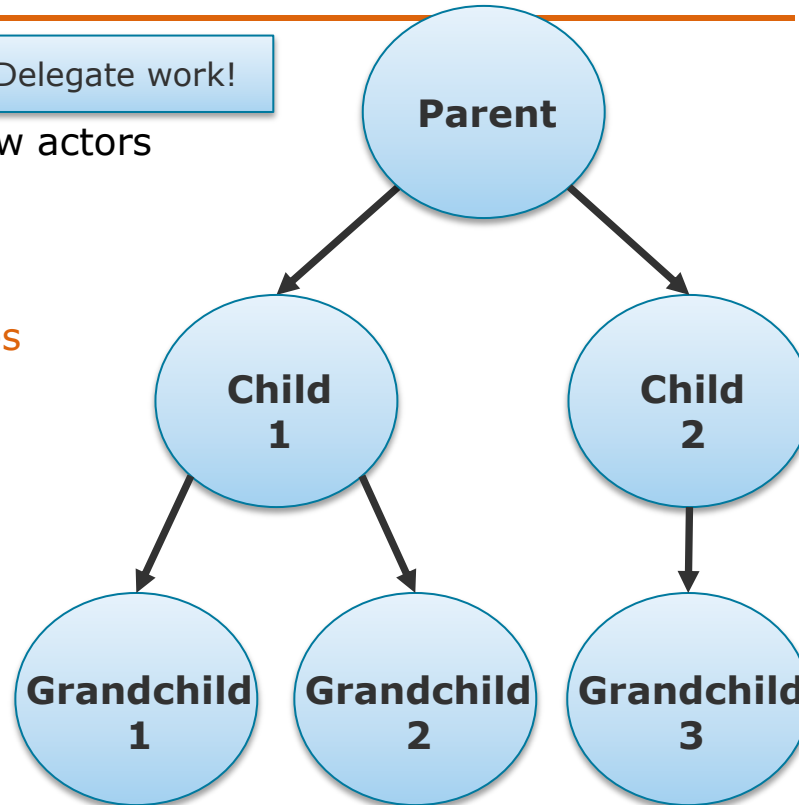 Delegate work!
Parent
w actors
s
Child
1
Child
2
Grandchild
1
Grandchild
2
Grandchild
3